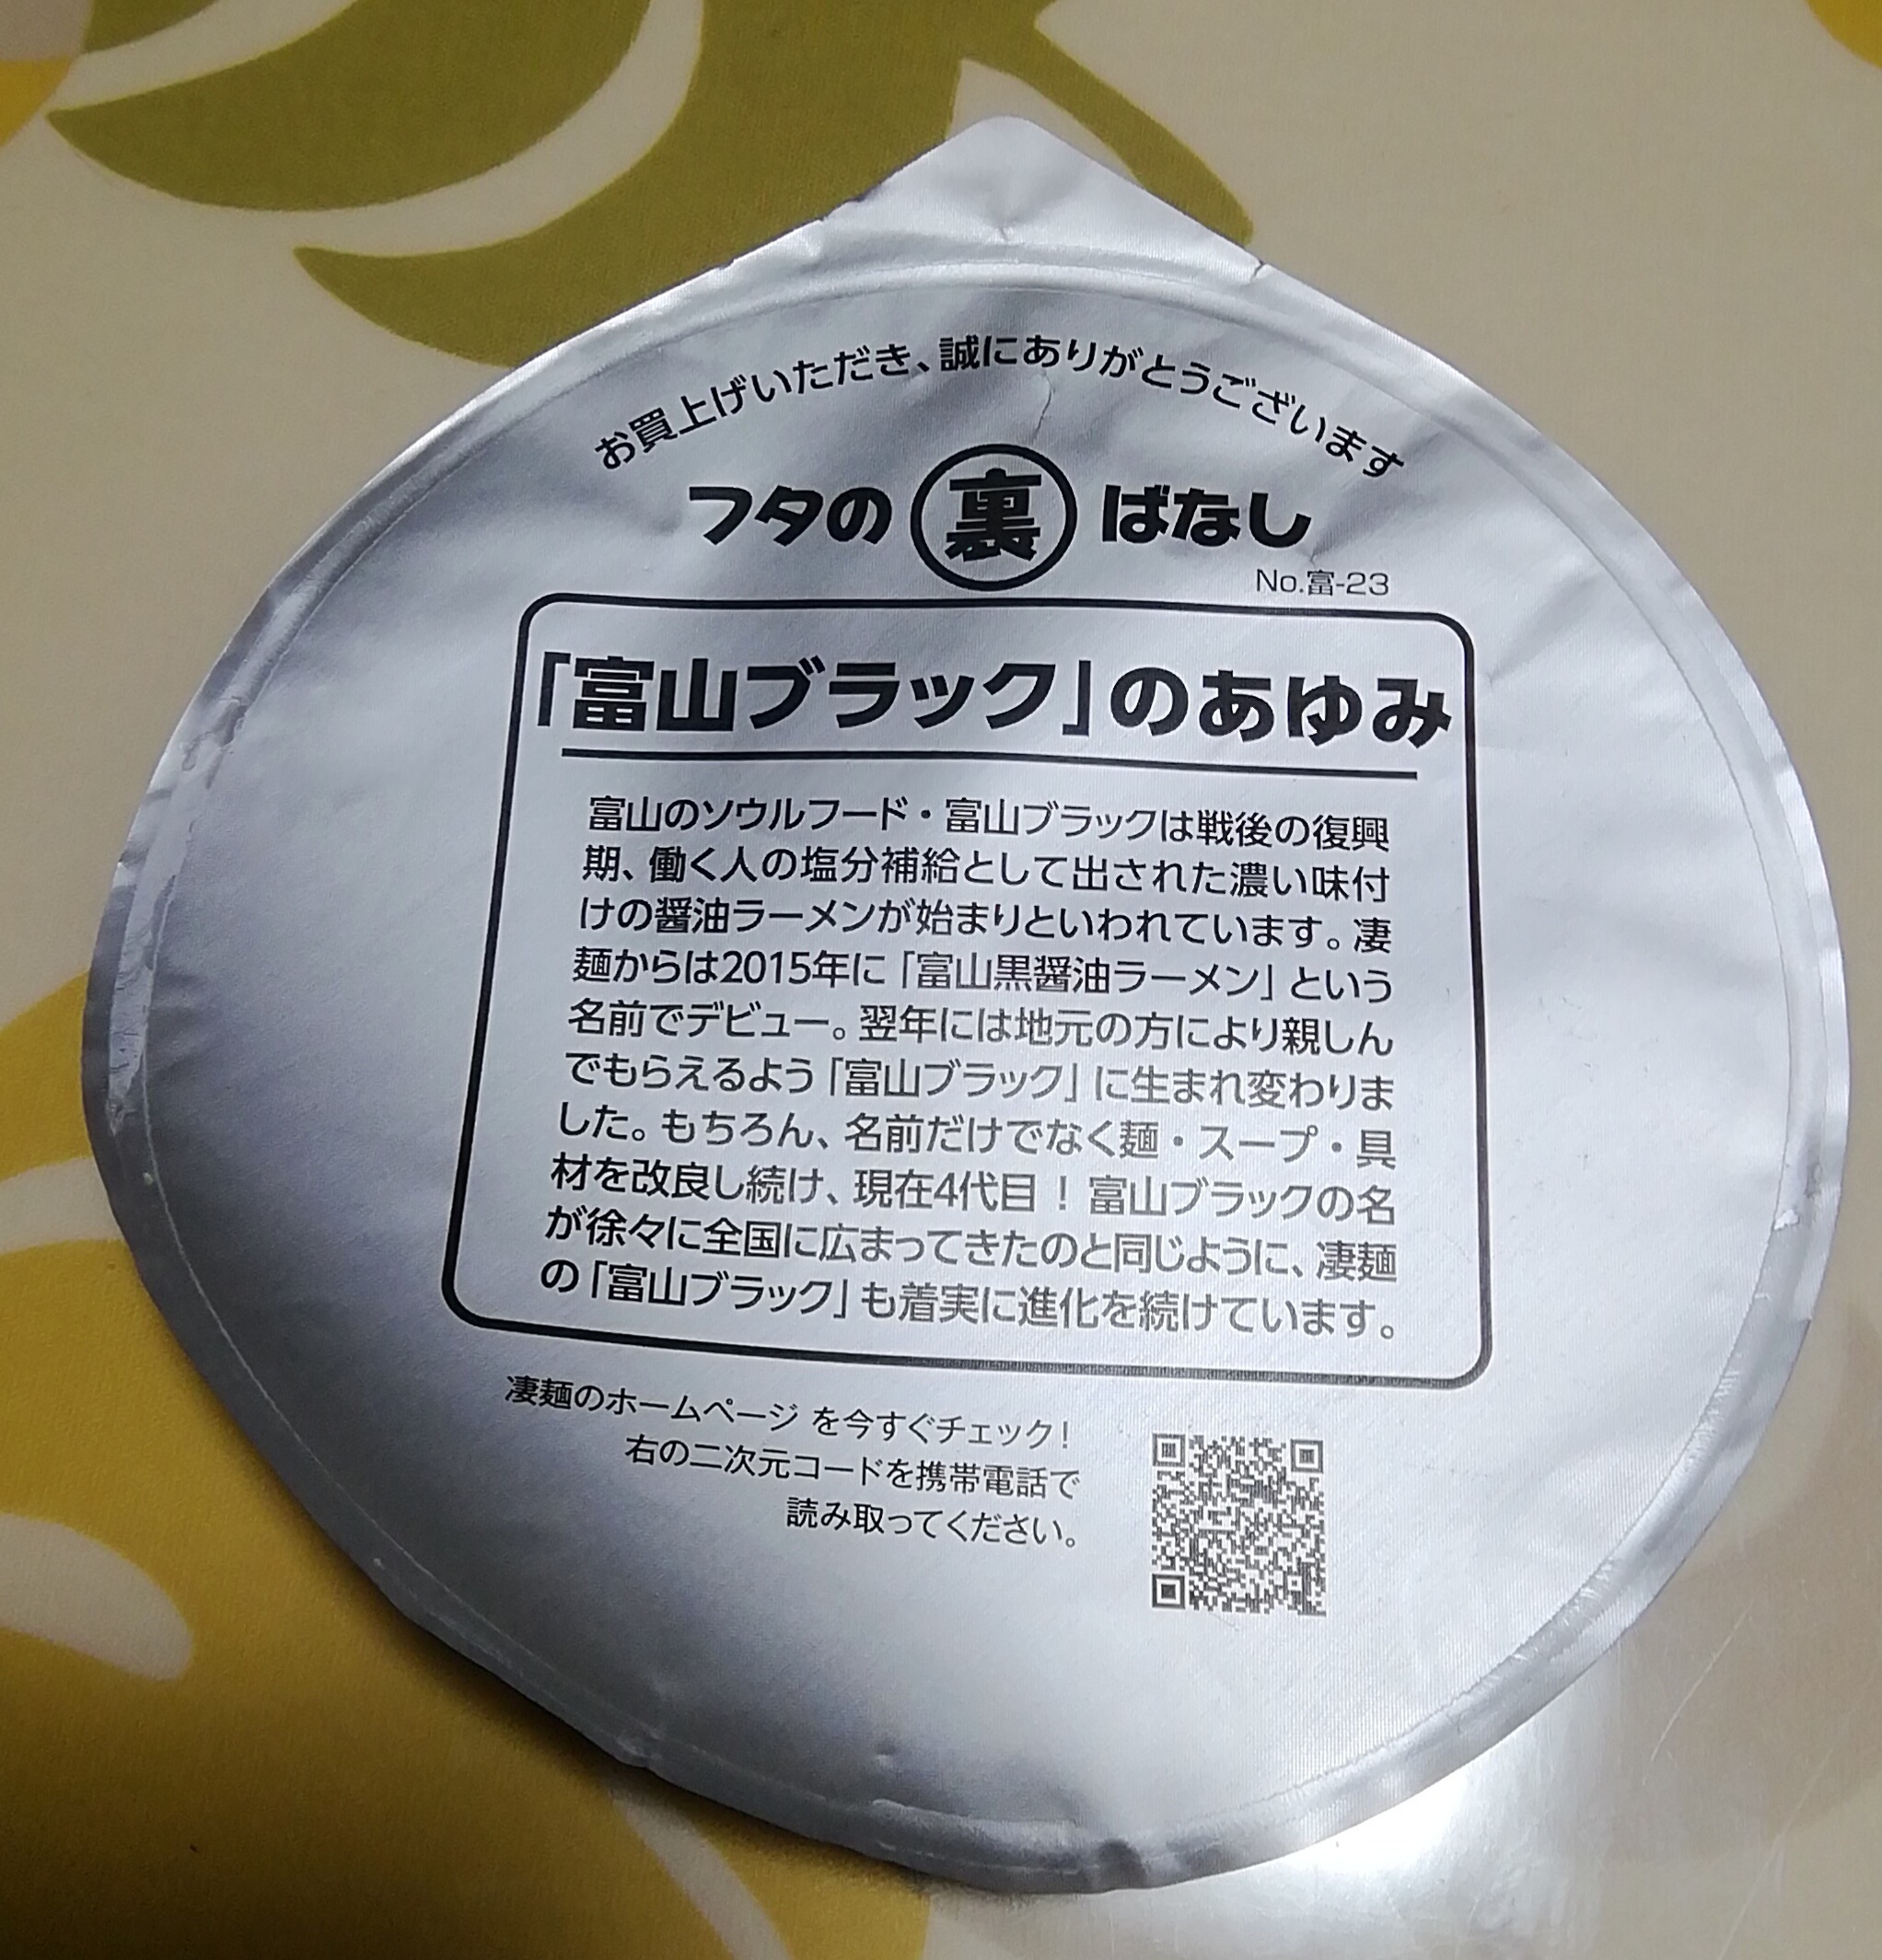 お買上げいただき、誠にありがとうございます
フタの裏ばなし
No.富-23
「富山ブラック」のあゆみ
富山のソウルフード・富山ブラックは戦後の復興
期、働く人の塩分補給として出された濃い味付
けの醤油ラーメンが始まりといわれています。凄
麺からは2015年に「富山黒醤油ラーメン」という
名前でデビュー。翌年には地元の方により親しん
でもらえるよう「富山ブラック」に生まれ変わりま
した。もちろん、名前だけでなく麺・スープ・具
材を改良し続け、現在4代目！富山ブラックの名
が徐々に全国に広まってきたのと同じように、凄麺
の「富山ブラック」も着実に進化を続けています。
凄麺のホームページ を今すぐチェック！
右の二次元コードを携帯電話で
読み取ってください。